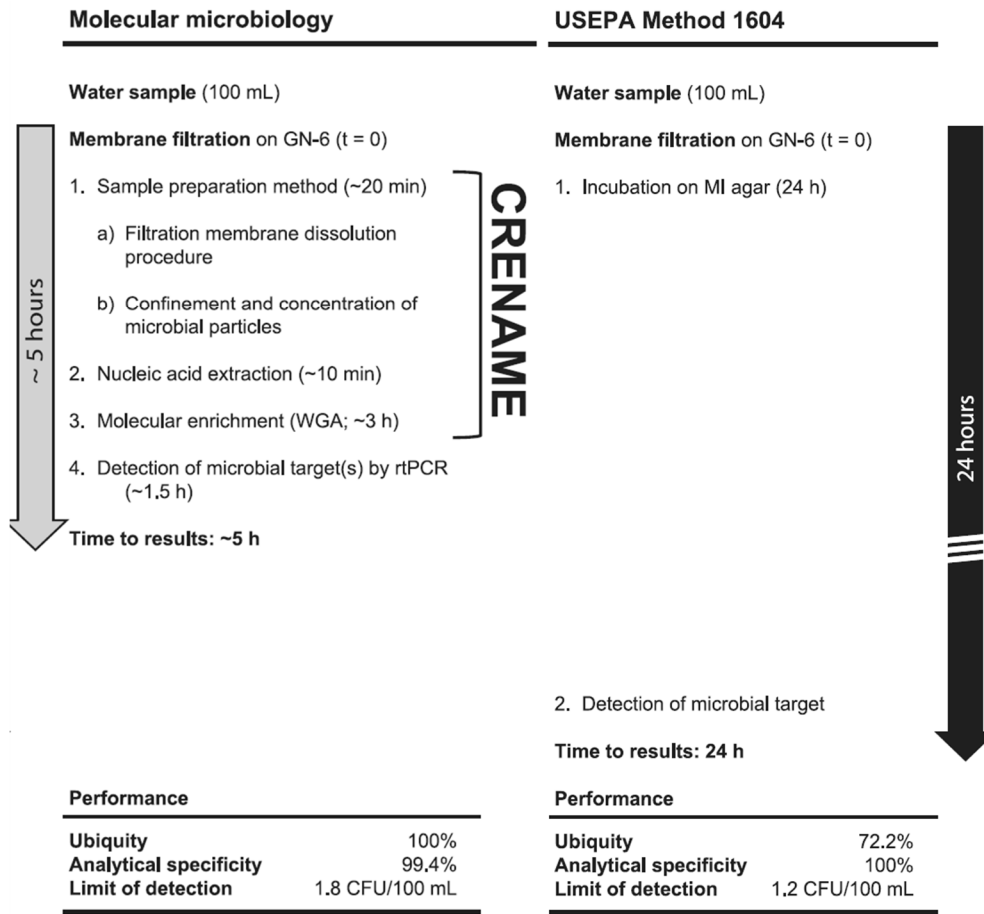 Molecular microbiology
Water sample (100 mL)
Membrane filtration on GN-6 (t = 0)
1. Sample preparation method (~20 min)
a) Filtration membrane dissolution
procedure
b) Confinement and concentration of
microbial particles
2. Nucleic acid extraction (~10 min)
3. Molecular enrichment (WGA; ~3 h)
4. Detection of microbial target(s) by rtPCR
(~1.5 h)
Time to results: ~5 h
~ 5 hours
CRENAME
Performance
Ubiquity 100%
Analytical specificity 99.4%
Limit of detection 1.8 CFU/100 mL
USEPA Method 1604
Water sample (100 mL)
Membrane filtration on GN-6 (t = 0)
1. Incubation on MI agar (24 h)
2. Detection of microbial target
Time to results: 24 h
24 hours
Performance
Ubiquity 72.2%
Analytical specificity 100%
Limit of detection 1.2 CFU/100 mL